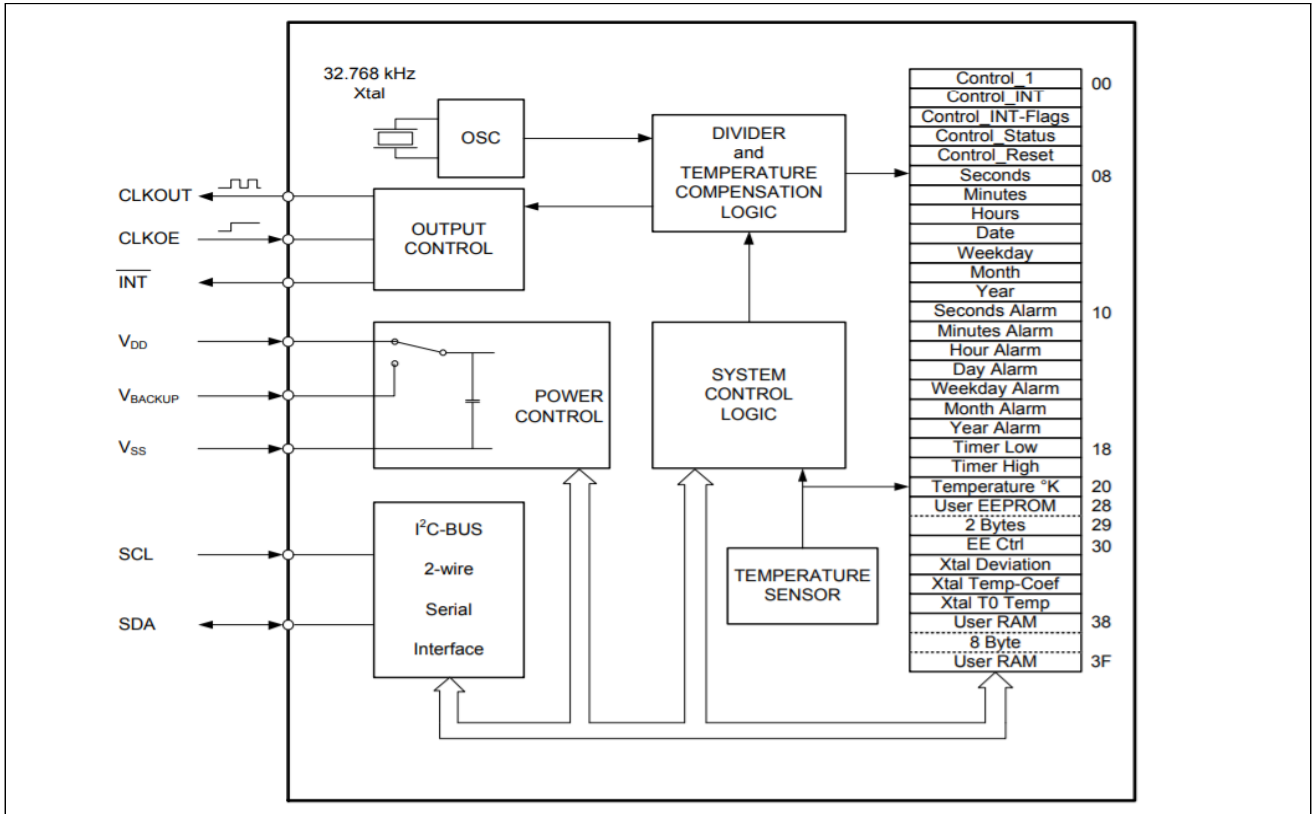 32.768 kHz
Xtal
OSC
DIVIDER
and
TEMPERATURE
COMPENSATION
LOGIC
CLKOUT
CLKOE
INT
OUTPUT
CONTROL
V_DD
V_BACKUP
V_SS
POWER
CONTROL
SYSTEM
CONTROL
LOGIC
SCL
SDA
I²C-BUS
2-wire
Serial
Interface
TEMPERATURE
SENSOR
Control_1 00
Control_INT
Control_INT-Flags
Control_Status
Control_Reset
Seconds 08
Minutes
Hours
Date
Weekday
Month
Year
Seconds Alarm 10
Minutes Alarm
Hour Alarm
Day Alarm
Weekday Alarm
Month Alarm
Year Alarm
Timer Low 18
Timer High
Temperature °K 20
User EEPROM 28
2 Bytes 29
EE Ctrl 30
Xtal Deviation
Xtal Temp-Coef
Xtal T0 Temp
User RAM 38
8 Byte
User RAM 3F